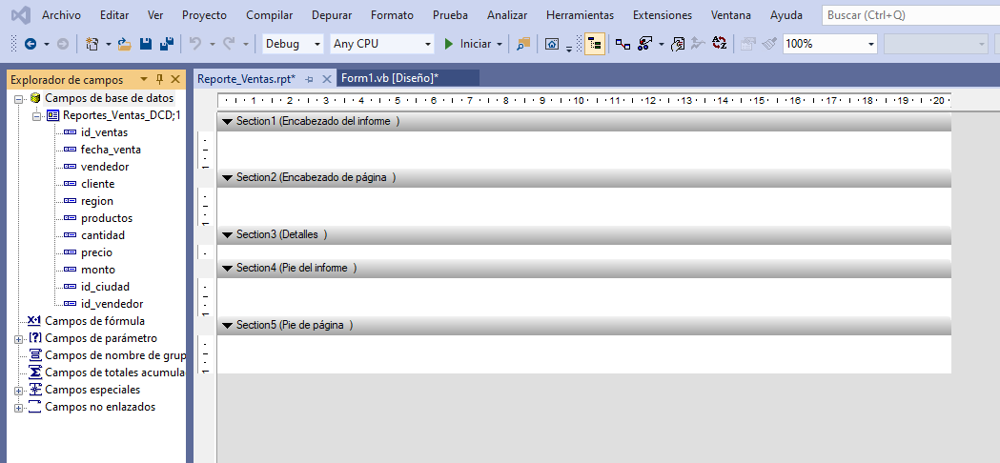 Archivo Editar Ver Proyecto Compilar Depurar Formato Prueba Analizar Herramientas Extensiones Ventana Ayuda Buscar (Ctrl+Q)
Debug Any CPU Iniciar 100%
Explorador de campos Reporte_Ventas.rpt* Form1.vb [Diseño]*
Campos de base de datos
Reportes_Ventas_DCD;1
id_ventas
fecha_venta
vendedor
cliente
region
productos
cantidad
precio
monto
id_ciudad
id_vendedor
Campos de fórmula
Campos de parámetro
Campos de nombre de grup
Campos de totales acumula
Campos especiales
Campos no enlazados
1 2 3 4 5 6 7 8 9 10 11 12 13 14 15 16 17 18 19 20
Section1 (Encabezado del informe )
Section2 (Encabezado de página )
Section3 (Detalles )
Section4 (Pie del informe )
Section5 (Pie de página )